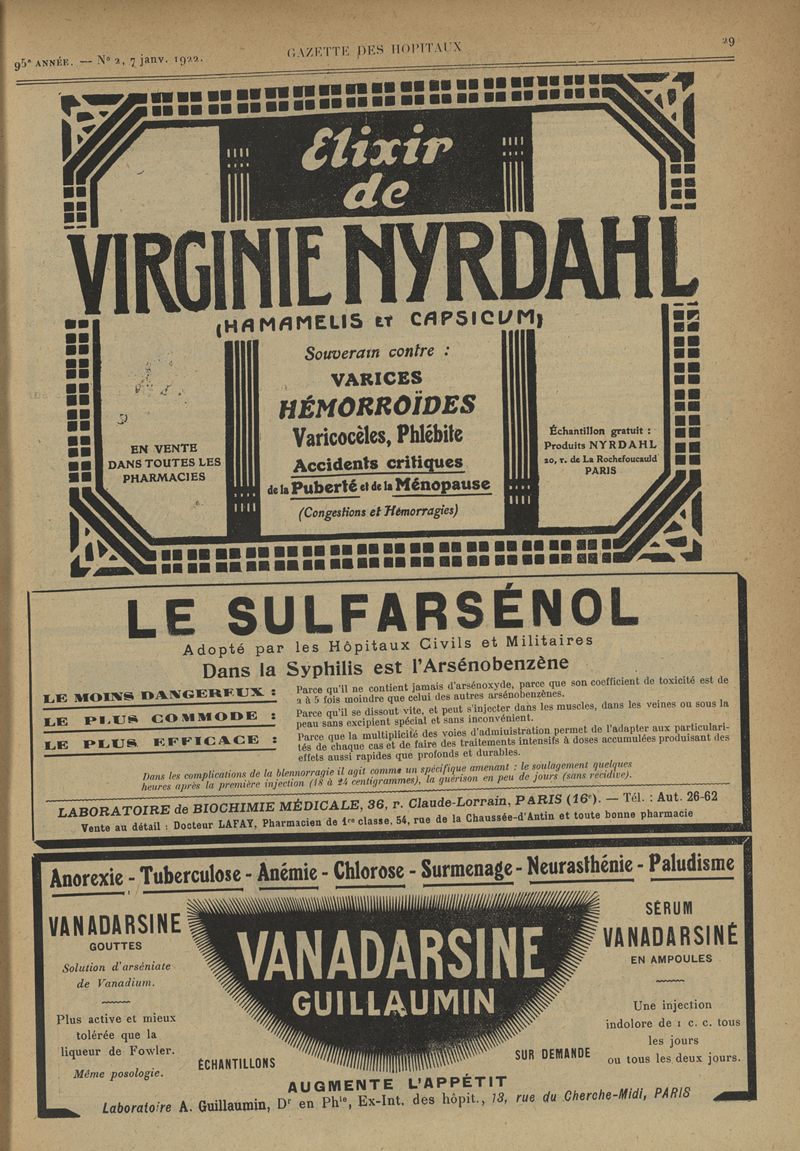 95e ANNÉE. — No 2, 7 janv. 1922.
GAZETTE DES HOPITAUX
29
Elixir
de
VIRGINIE NYRDAHL
(HAMAMELIS ET CAPSICUM)
Souverain contre :
VARICES
HÉMORROÏDES
Varicocèles, Phlébite
Accidents critiques
de la Puberté et de la Ménopause
(Congestions et Hémorragies)
EN VENTE
DANS TOUTES LES
PHARMACIES
Échantillon gratuit :
Produits NYRDAHL
20, r. de La Rochefoucauld
PARIS
LE SULFARSÉNOL
Adopté par les Hôpitaux Civils et Militaires
Dans la Syphilis est l'Arsénobenzène
LE MOINS DANGEREUX :
Parce qu'il ne contient jamais d'arsénoxyde, parce que son coefficient de toxicité est de
2 à 5 fois moindre que celui des autres arsénobenzènes.
LE PLUS COMMODE :
Parce qu'il se dissout vite, et peut s'injecter dans les muscles, dans les veines ou sous la
peau sans excipient spécial et sans inconvénient.
LE PLUS EFFICACE :
Parce que la multiplicité des voies d'admiuistration permet de l'adapter aux particulari-
tés de chaque cas et de faire des traitements intensifs à doses accumulées produisant des
effets aussi rapides que profonds et durables.
Dans les complications de la blennorragie il agit comme un spécifique amenant : le soulagement quelques
heures après la première injection (18 à 24 centigrammes), la guérison en peu de jours (sans récidive).
LABORATOIRE de BIOCHIMIE MÉDICALE, 36, r. Claude-Lorrain, PARIS (16e). — Tél. : Aut. 26-62
Vente au détail : Docteur LAFAY, Pharmacien de 1re classe, 54, rue de la Chaussée-d'Antin et toute bonne pharmacie
Anorexie - Tuberculose - Anémie - Chlorose - Surmenage - Neurasthénie - Paludisme
VANADARSINE
GOUTTES
Solution d'arséniate
de Vanadium.
Plus active et mieux
tolérée que la
liqueur de Fowler.
Même posologie.
VANADARSINE
GUILLAUMIN
SÉRUM
VANADARSINÉ
EN AMPOULES
Une injection
indolore de 1 c. c. tous
les jours
ou tous les deux jours.
ÉCHANTILLONS
SUR DEMANDE
AUGMENTE L'APPÉTIT
Laboratoire A. Guillaumin, Dr en Phie, Ex-Int. des hôpit., 13, rue du Cherche-Midi, PARIS